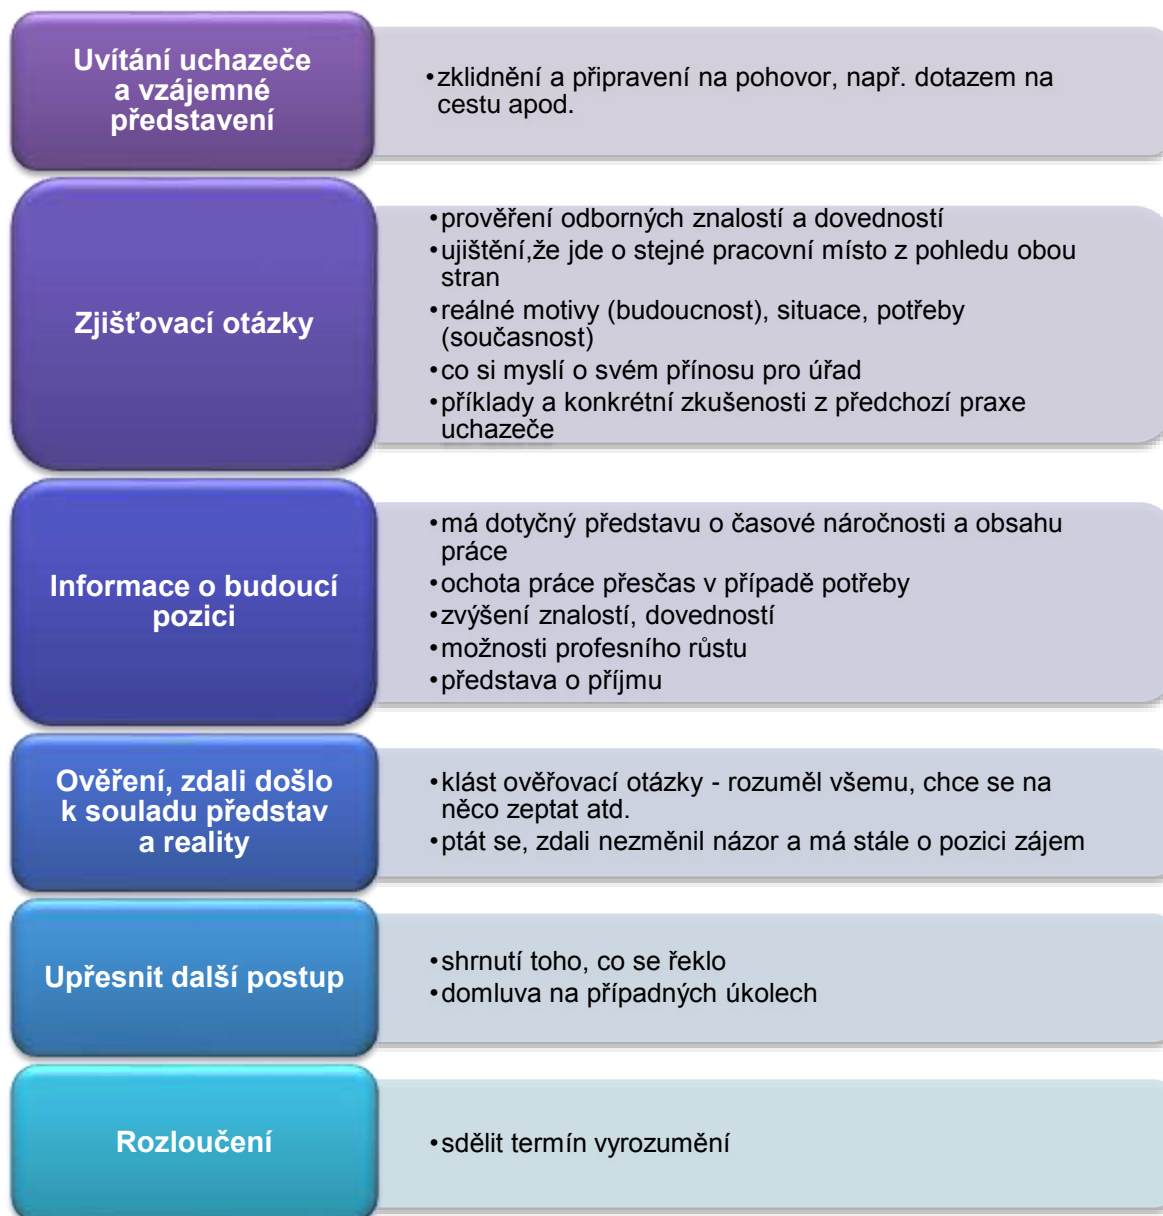 Uvítání uchazeče
a vzájemné
představení
•zklidnění a připravení na pohovor, např. dotazem na
cestu apod.
Zjišťovací otázky
•prověření odborných znalostí a dovedností
•ujištění,že jde o stejné pracovní místo z pohledu obou
stran
•reálné motivy (budoucnost), situace, potřeby
(současnost)
•co si myslí o svém přínosu pro úřad
•příklady a konkrétní zkušenosti z předchozí praxe
uchazeče
Informace o budoucí
pozici
•má dotyčný představu o časové náročnosti a obsahu
práce
•ochota práce přesčas v případě potřeby
•zvýšení znalostí, dovedností
•možnosti profesního růstu
•představa o příjmu
Ověření, zdali došlo
k souladu představ
a reality
•klást ověřovací otázky - rozuměl všemu, chce se na
něco zeptat atd.
•ptát se, zdali nezměnil názor a má stále o pozici zájem
Upřesnit další postup
•shrnutí toho, co se řeklo
•domluva na případných úkolech
Rozloučení
•sdělit termín vyrozumění